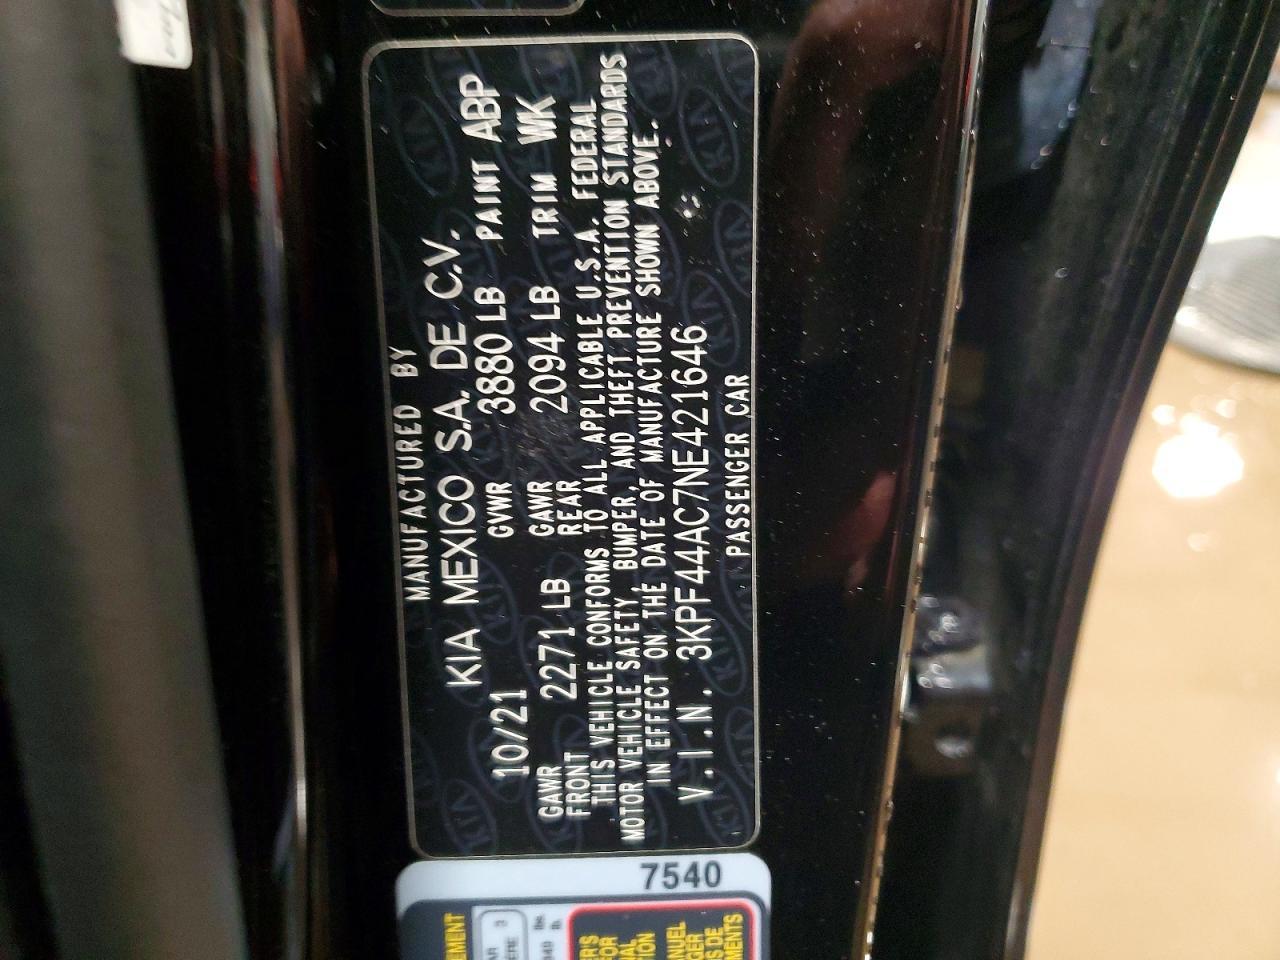 MANUFACTURED BY
KIA MEXICO S.A. DE C.V.
10/21 GVWR 3880 LB PAINT ABP
GAWR FRONT 2271 LB GAWR REAR 2094 LB TRIM WK
THIS VEHICLE CONFORMS TO ALL APPLICABLE U.S.A. FEDERAL
MOTOR VEHICLE SAFETY, BUMPER, AND THEFT PREVENTION STANDARDS
IN EFFECT ON THE DATE OF MANUFACTURE SHOWN ABOVE.
V.I.N. 3KPF44AC7NE421646
PASSENGER CAR
7540